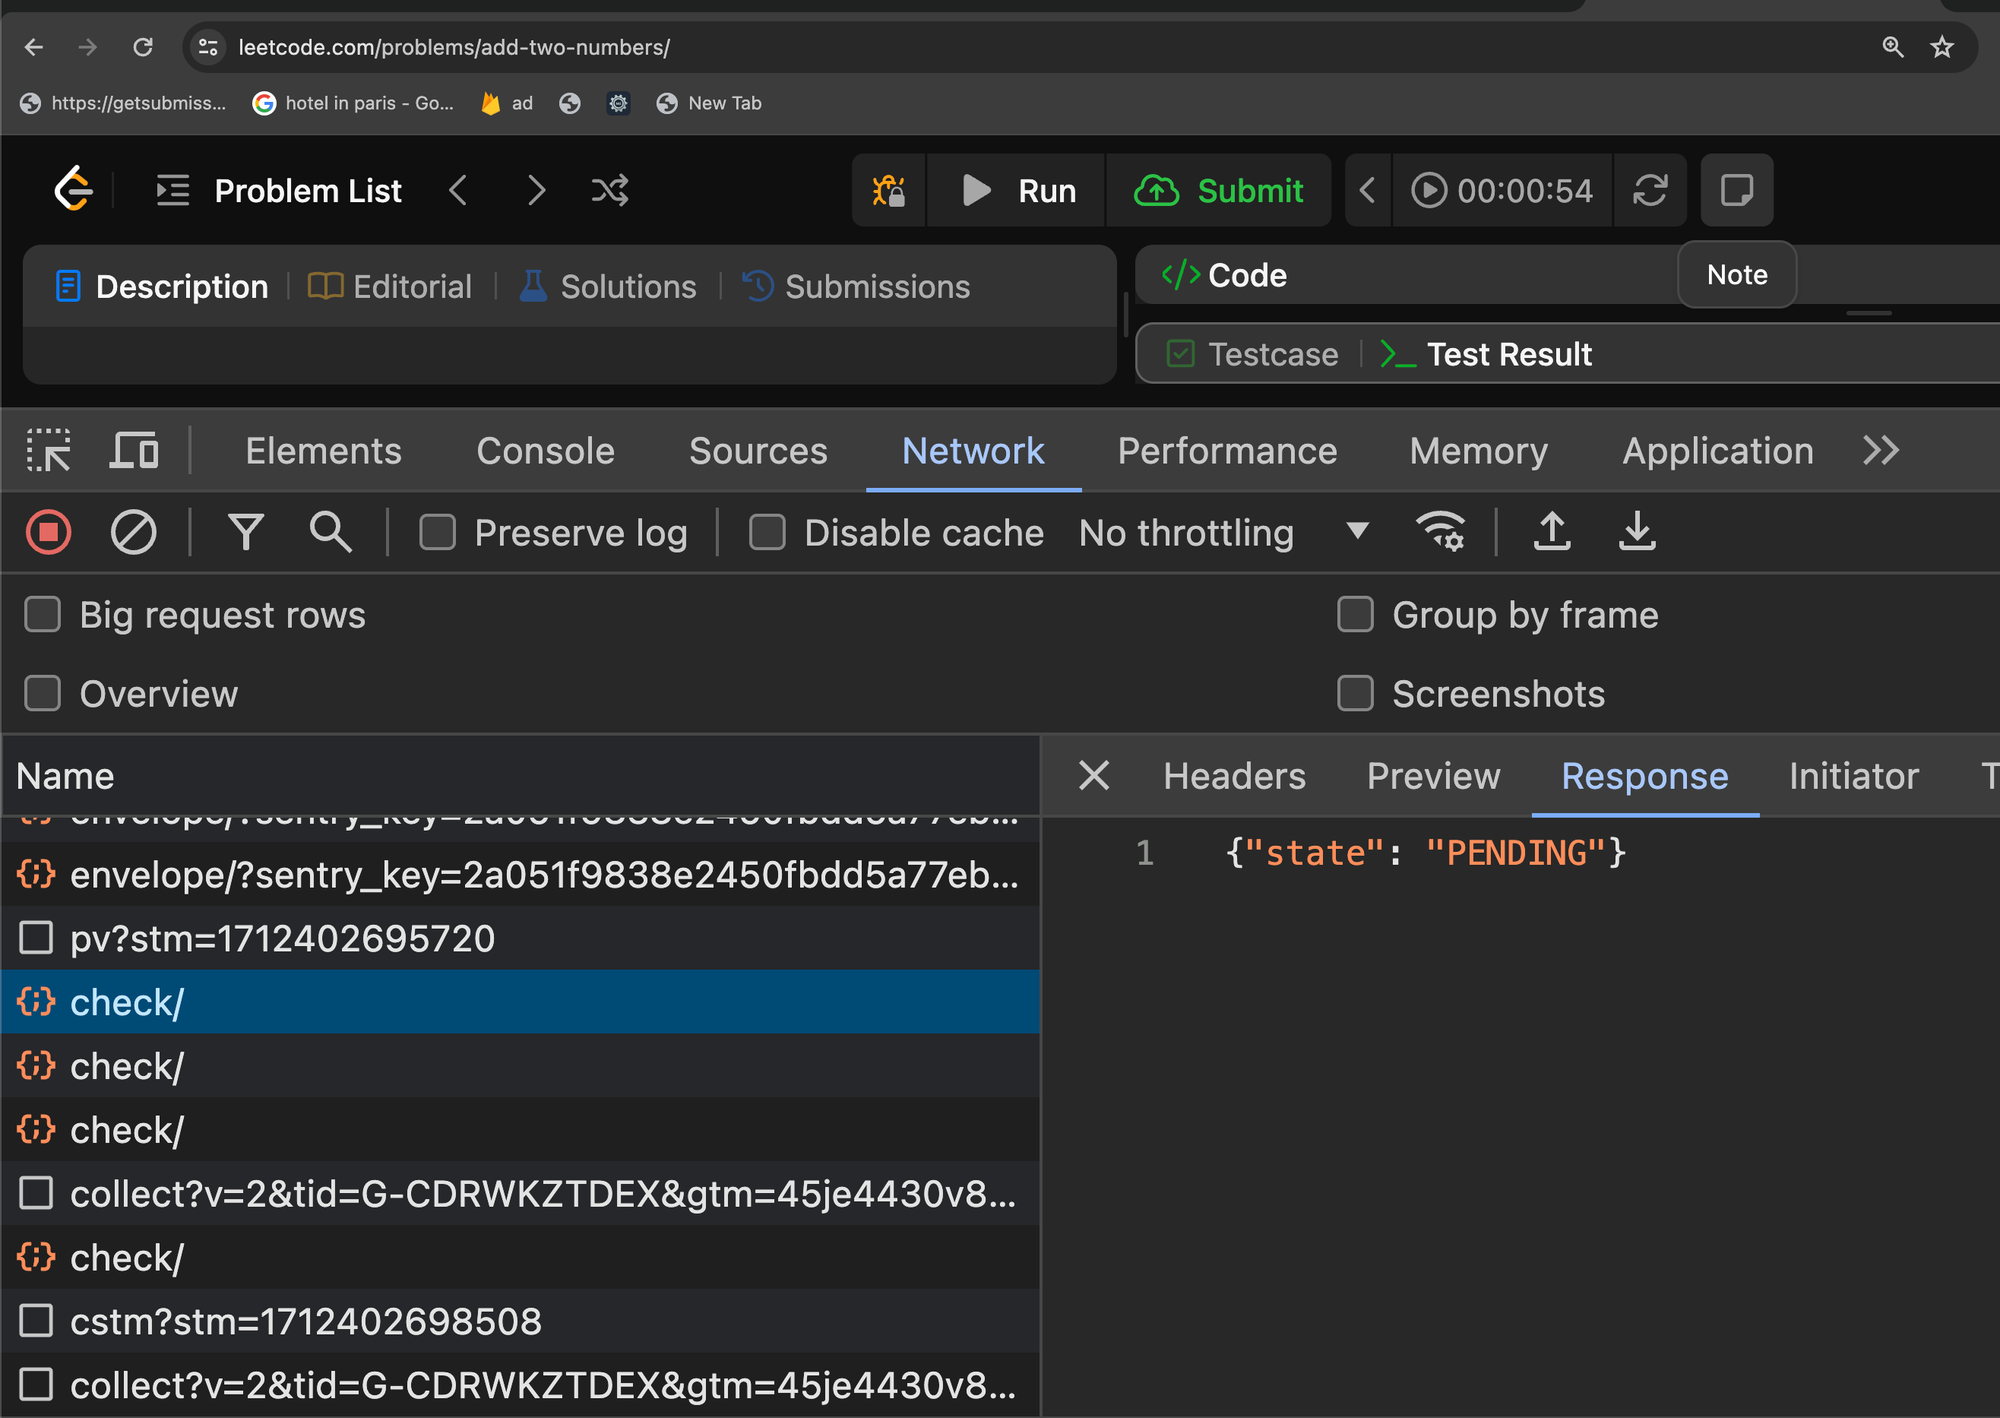 leetcode.com/problems/add-two-numbers/
https://getsubmiss... hotel in paris - Go... ad New Tab
Problem List Run Submit 00:00:54
Description Editorial Solutions Submissions
Code Note
Testcase Test Result
Elements Console Sources Network Performance Memory Application
Preserve log Disable cache No throttling
Big request rows Group by frame
Overview Screenshots
Name Headers Preview Response Initiator T
envelope/?sentry_key=2a051f9838e2450fbdd5a77eb...
1 {"state": "PENDING"}
envelope/?sentry_key=2a051f9838e2450fbdd5a77eb...
pv?stm=1712402695720
check/
check/
check/
collect?v=2&tid=G-CDRWKZTDEX&gtm=45je4430v8...
check/
cstm?stm=1712402698508
collect?v=2&tid=G-CDRWKZTDEX&gtm=45je4430v8...